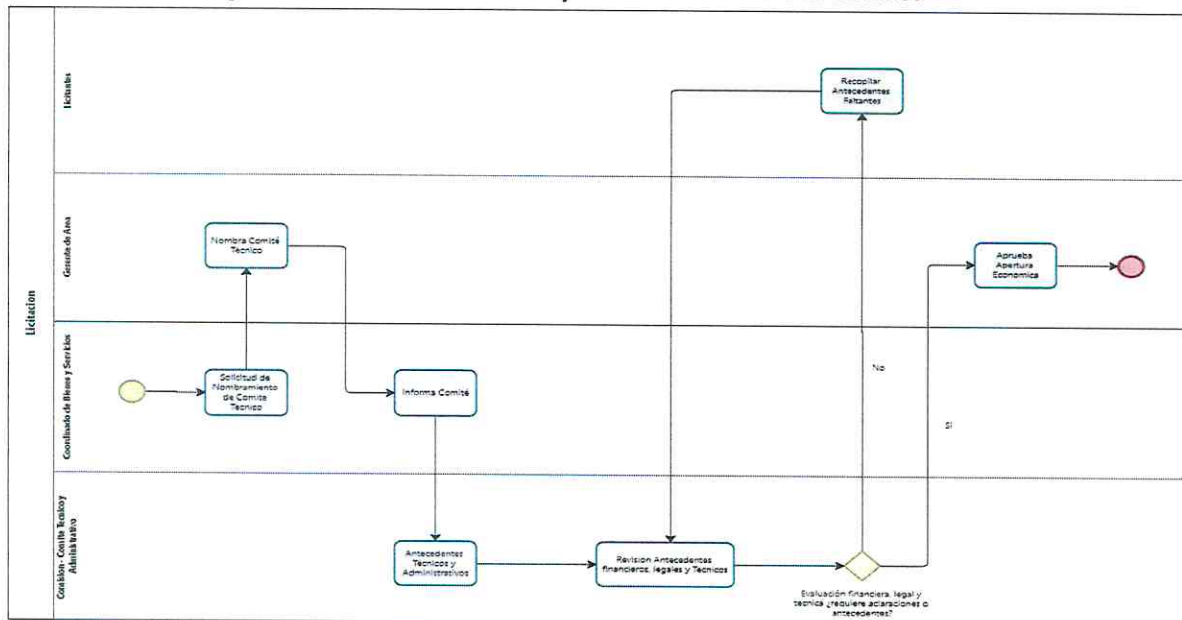 Licitacion
Licitantes
Recopilar
Antecedentes
Faltantes
Gerente de Area
Nombra Comité
Tecnico
Aprueba
Apertura
Economica
Coordinado de Bienes y Servicios
Solicitud de
Nombramiento
de Comite
Tecnico
Informa Comité
No
Si
Comision - Comite Tecnico y
Administrativo
Antecedentes
Tecnicos y
Administrativos
Revision Antecedentes
financieros, legales y Tecnicos
Evaluación financiera, legal y
tecnica ¿requiere aclaraciones o
antecedentes?